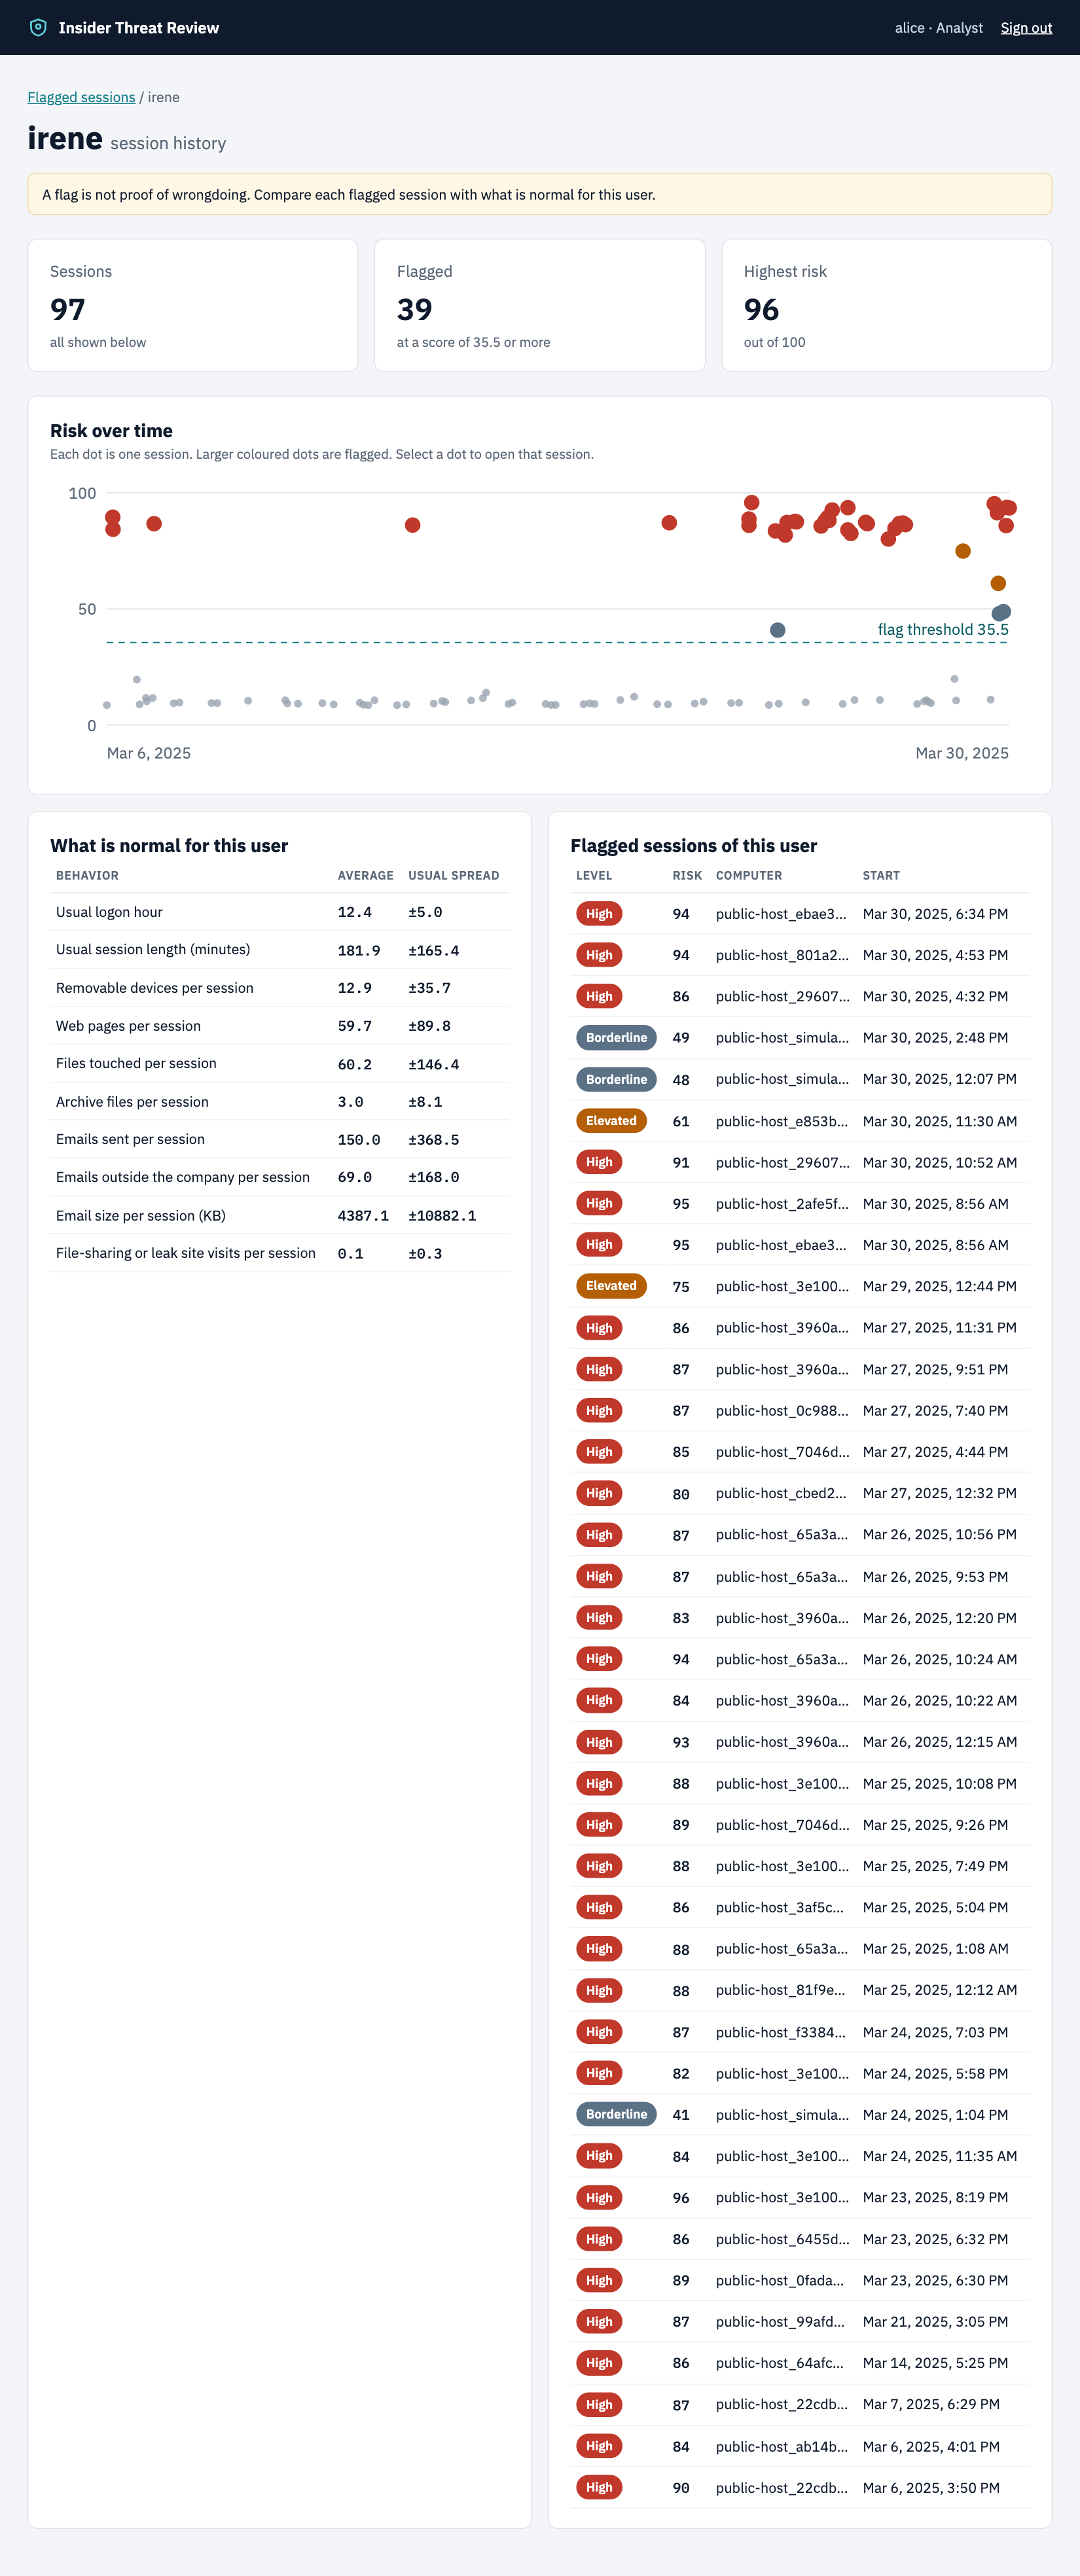 Insider Threat Review
alice · Analyst Sign out
Flagged sessions / irene
irene session history
A flag is not proof of wrongdoing. Compare each flagged session with what is normal for this user.
Sessions
97
all shown below
Flagged
39
at a score of 35.5 or more
Highest risk
96
out of 100
Risk over time
Each dot is one session. Larger coloured dots are flagged. Select a dot to open that session.
100
50
flag threshold 35.5
0
Mar 6, 2025 Mar 30, 2025
What is normal for this user
BEHAVIOR AVERAGE USUAL SPREAD
Usual logon hour 12.4 ±5.0
Usual session length (minutes) 181.9 ±165.4
Removable devices per session 12.9 ±35.7
Web pages per session 59.7 ±89.8
Files touched per session 60.2 ±146.4
Archive files per session 3.0 ±8.1
Emails sent per session 150.0 ±368.5
Emails outside the company per session 69.0 ±168.0
Email size per session (KB) 4387.1 ±10882.1
File-sharing or leak site visits per session 0.1 ±0.3
Flagged sessions of this user
LEVEL RISK COMPUTER START
High 94 public-host_ebae3... Mar 30, 2025, 6:34 PM
High 94 public-host_801a2... Mar 30, 2025, 4:53 PM
High 86 public-host_29607... Mar 30, 2025, 4:32 PM
Borderline 49 public-host_simula... Mar 30, 2025, 2:48 PM
Borderline 48 public-host_simula... Mar 30, 2025, 12:07 PM
Elevated 61 public-host_e853b... Mar 30, 2025, 11:30 AM
High 91 public-host_29607... Mar 30, 2025, 10:52 AM
High 95 public-host_2afe5f... Mar 30, 2025, 8:56 AM
High 95 public-host_ebae3... Mar 30, 2025, 8:56 AM
Elevated 75 public-host_3e100... Mar 29, 2025, 12:44 PM
High 86 public-host_3960a... Mar 27, 2025, 11:31 PM
High 87 public-host_3960a... Mar 27, 2025, 9:51 PM
High 87 public-host_0c988... Mar 27, 2025, 7:40 PM
High 85 public-host_7046d... Mar 27, 2025, 4:44 PM
High 80 public-host_cbed2... Mar 27, 2025, 12:32 PM
High 87 public-host_65a3a... Mar 26, 2025, 10:56 PM
High 87 public-host_65a3a... Mar 26, 2025, 9:53 PM
High 83 public-host_3960a... Mar 26, 2025, 12:20 PM
High 94 public-host_65a3a... Mar 26, 2025, 10:24 AM
High 84 public-host_3960a... Mar 26, 2025, 10:22 AM
High 93 public-host_3960a... Mar 26, 2025, 12:15 AM
High 88 public-host_3e100... Mar 25, 2025, 10:08 PM
High 89 public-host_7046d... Mar 25, 2025, 9:26 PM
High 88 public-host_3e100... Mar 25, 2025, 7:49 PM
High 86 public-host_3af5c... Mar 25, 2025, 5:04 PM
High 88 public-host_65a3a... Mar 25, 2025, 1:08 AM
High 88 public-host_81f9e... Mar 25, 2025, 12:12 AM
High 87 public-host_f3384... Mar 24, 2025, 7:03 PM
High 82 public-host_3e100... Mar 24, 2025, 5:58 PM
Borderline 41 public-host_simula... Mar 24, 2025, 1:04 PM
High 84 public-host_3e100... Mar 24, 2025, 11:35 AM
High 96 public-host_3e100... Mar 23, 2025, 8:19 PM
High 86 public-host_6455d... Mar 23, 2025, 6:32 PM
High 89 public-host_0fada... Mar 23, 2025, 6:30 PM
High 87 public-host_99afd... Mar 21, 2025, 3:05 PM
High 86 public-host_64afc... Mar 14, 2025, 5:25 PM
High 87 public-host_22cdb... Mar 7, 2025, 6:29 PM
High 84 public-host_ab14b... Mar 6, 2025, 4:01 PM
High 90 public-host_22cdb... Mar 6, 2025, 3:50 PM